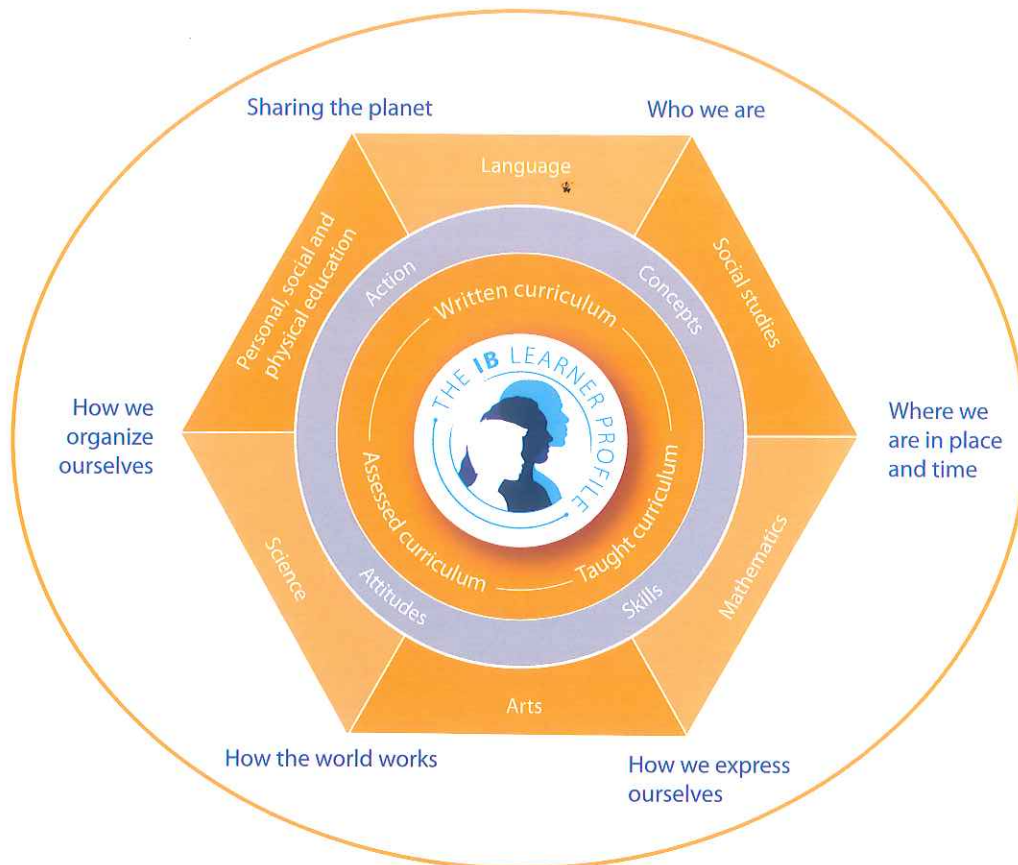 Sharing the planet
Who we are
Language
Personal, social and
physical education
Social studies
Action
Concepts
Written curriculum
THE IB LEARNER PROFILE
How we
organize
ourselves
Where we
are in place
and time
Assessed curriculum
Taught curriculum
Science
Mathematics
Attitudes
Skills
Arts
How the world works
How we express
ourselves